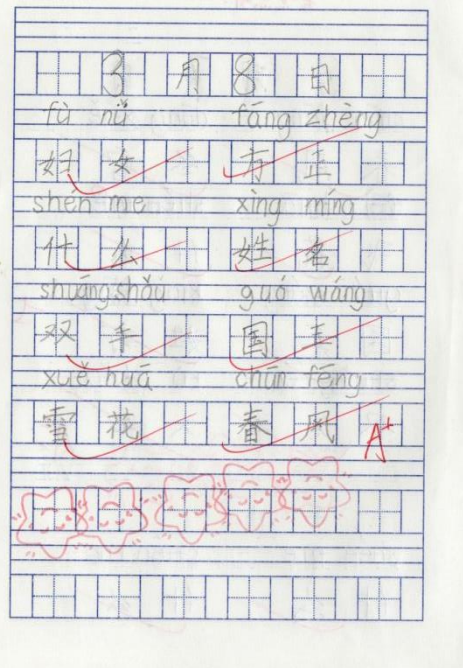 3月8日
fù nǚ fāng zhèng
妇女 方正
shén me xìng míng
什么 姓名
shuāng shǒu guó wáng
双手 国王
xuě huā chūn fēng
雪花 春风
A+